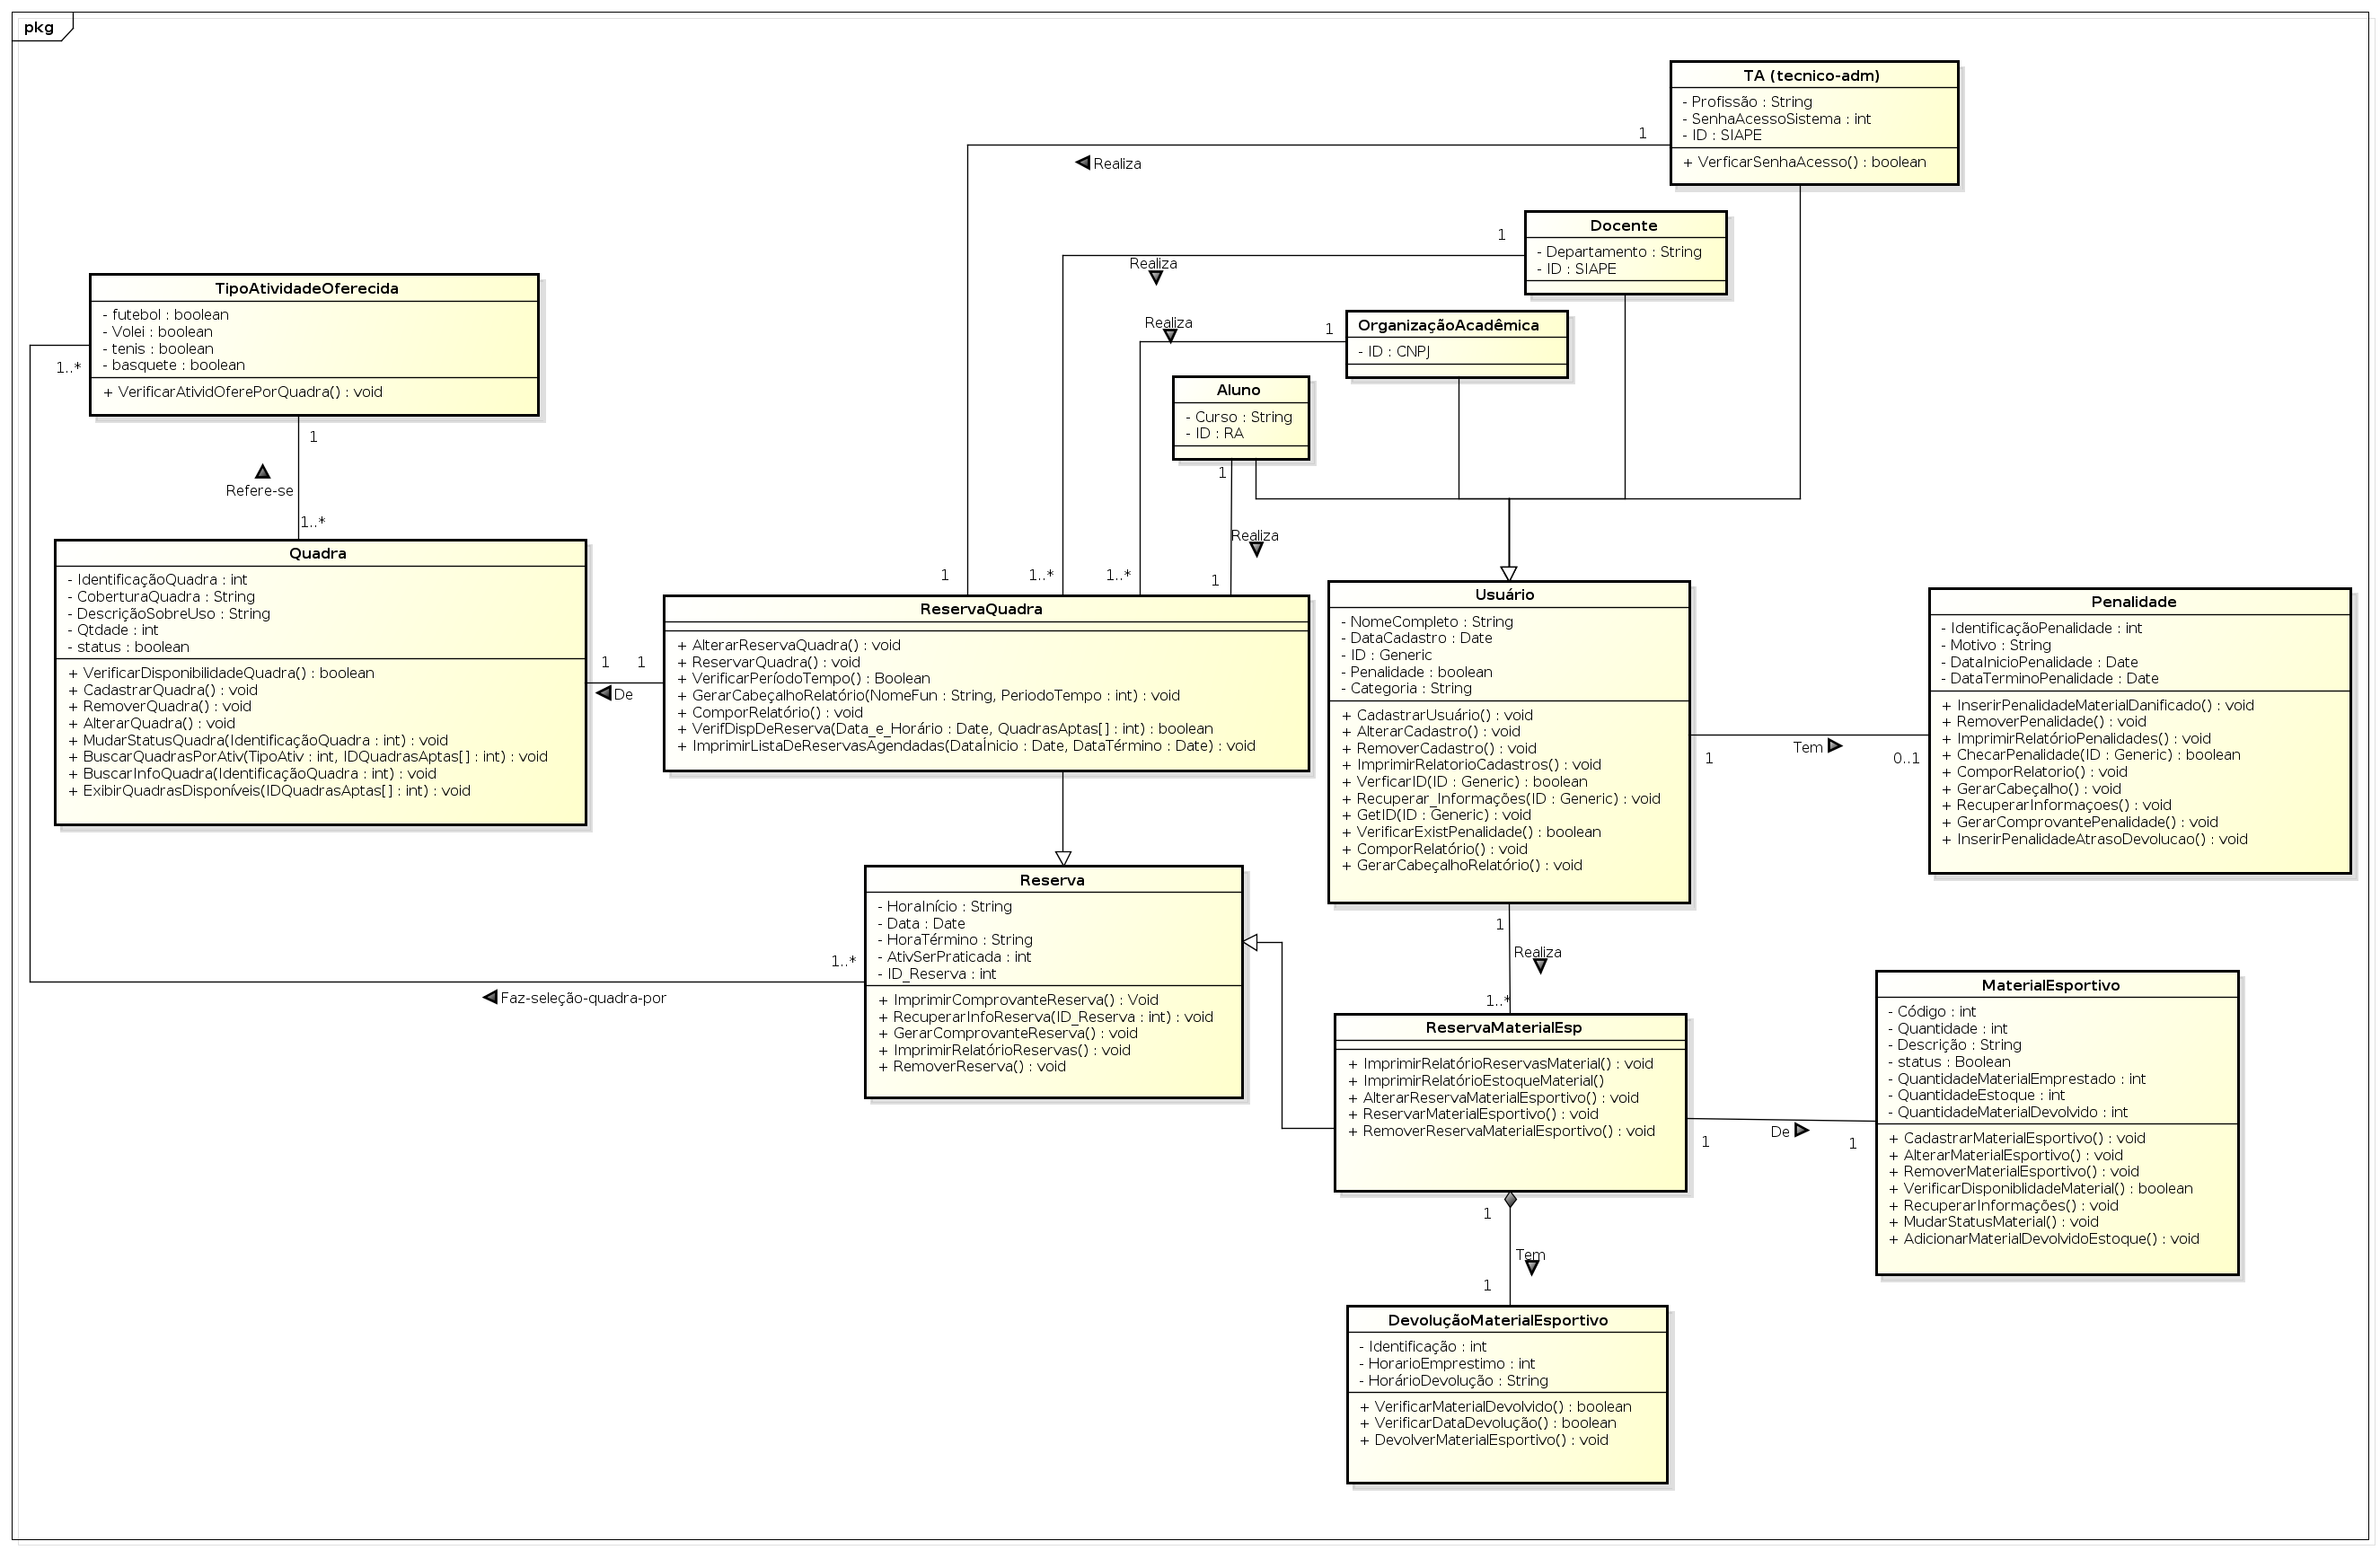 pkg
TA (tecnico-adm)
- Profissão : String
- SenhaAcessoSistema : int
- ID : SIAPE
+ VerficarSenhaAcesso() : boolean
1
Realiza
Docente
- Departamento : String
- ID : SIAPE
1
Realiza
OrganizaçãoAcadêmica
- ID : CNPJ
1
Realiza
Aluno
- Curso : String
- ID : RA
1
Realiza
TipoAtividadeOferecida
- futebol : boolean
- Volei : boolean
- tenis : boolean
- basquete : boolean
+ VerificarAtividOferePorQuadra() : void
1..*
1
Refere-se
1..*
Quadra
- IdentificaçãoQuadra : int
- CoberturaQuadra : String
- DescriçãoSobreUso : String
- Qtdade : int
- status : boolean
+ VerificarDisponibilidadeQuadra() : boolean
+ CadastrarQuadra() : void
+ RemoverQuadra() : void
+ AlterarQuadra() : void
+ MudarStatusQuadra(IdentificaçãoQuadra : int) : void
+ BuscarQuadrasPorAtiv(TipoAtiv : int, IDQuadrasAptas[] : int) : void
+ BuscarInfoQuadra(IdentificaçãoQuadra : int) : void
+ ExibirQuadrasDisponíveis(IDQuadrasAptas[] : int) : void
1 1
De
1 1..* 1..* 1
ReservaQuadra
+ AlterarReservaQuadra() : void
+ ReservarQuadra() : void
+ VerificarPeríodoTempo() : Boolean
+ GerarCabeçalhoRelatório(NomeFun : String, PeriodoTempo : int) : void
+ ComporRelatório() : void
+ VerifDispDeReserva(Data_e_Horário : Date, QuadrasAptas[] : int) : boolean
+ ImprimirListaDeReservasAgendadas(DataÍnicio : Date, DataTérmino : Date) : void
Usuário
- NomeCompleto : String
- DataCadastro : Date
- ID : Generic
- Penalidade : boolean
- Categoria : String
+ CadastrarUsuário() : void
+ AlterarCadastro() : void
+ RemoverCadastro() : void
+ ImprimirRelatorioCadastros() : void
+ VerficarID(ID : Generic) : boolean
+ Recuperar_Informações(ID : Generic) : void
+ GetID(ID : Generic) : void
+ VerificarExistPenalidade() : boolean
+ ComporRelatório() : void
+ GerarCabeçalhoRelatório() : void
1
Tem
0..1
Penalidade
- IdentificaçãoPenalidade : int
- Motivo : String
- DataInicioPenalidade : Date
- DataTerminoPenalidade : Date
+ InserirPenalidadeMaterialDanificado() : void
+ RemoverPenalidade() : void
+ ImprimirRelatórioPenalidades() : void
+ ChecarPenalidade(ID : Generic) : boolean
+ ComporRelatorio() : void
+ GerarCabeçalho() : void
+ RecuperarInformaçoes() : void
+ GerarComprovantePenalidade() : void
+ InserirPenalidadeAtrasoDevolucao() : void
Reserva
- HoraInício : String
- Data : Date
- HoraTérmino : String
- AtivSerPraticada : int
- ID_Reserva : int
+ ImprimirComprovanteReserva() : Void
+ RecuperarInfoReserva(ID_Reserva : int) : void
+ GerarComprovanteReserva() : void
+ ImprimirRelatórioReservas() : void
+ RemoverReserva() : void
1..*
Faz-seleção-quadra-por
1
Realiza
1..*
ReservaMaterialEsp
+ ImprimirRelatórioReservasMaterial() : void
+ ImprimirRelatórioEstoqueMaterial()
+ AlterarReservaMaterialEsportivo() : void
+ ReservarMaterialEsportivo() : void
+ RemoverReservaMaterialEsportivo() : void
1
De
1
MaterialEsportivo
- Código : int
- Quantidade : int
- Descrição : String
- status : Boolean
- QuantidadeMaterialEmprestado : int
- QuantidadeEstoque : int
- QuantidadeMaterialDevolvido : int
+ CadastrarMaterialEsportivo() : void
+ AlterarMaterialEsportivo() : void
+ RemoverMaterialEsportivo() : void
+ VerificarDisponiblidadeMaterial() : boolean
+ RecuperarInformações() : void
+ MudarStatusMaterial() : void
+ AdicionarMaterialDevolvidoEstoque() : void
1
Tem
1
DevoluçãoMaterialEsportivo
- Identificação : int
- HorarioEmprestimo : int
- HorárioDevolução : String
+ VerificarMaterialDevolvido() : boolean
+ VerificarDataDevolução() : boolean
+ DevolverMaterialEsportivo() : void